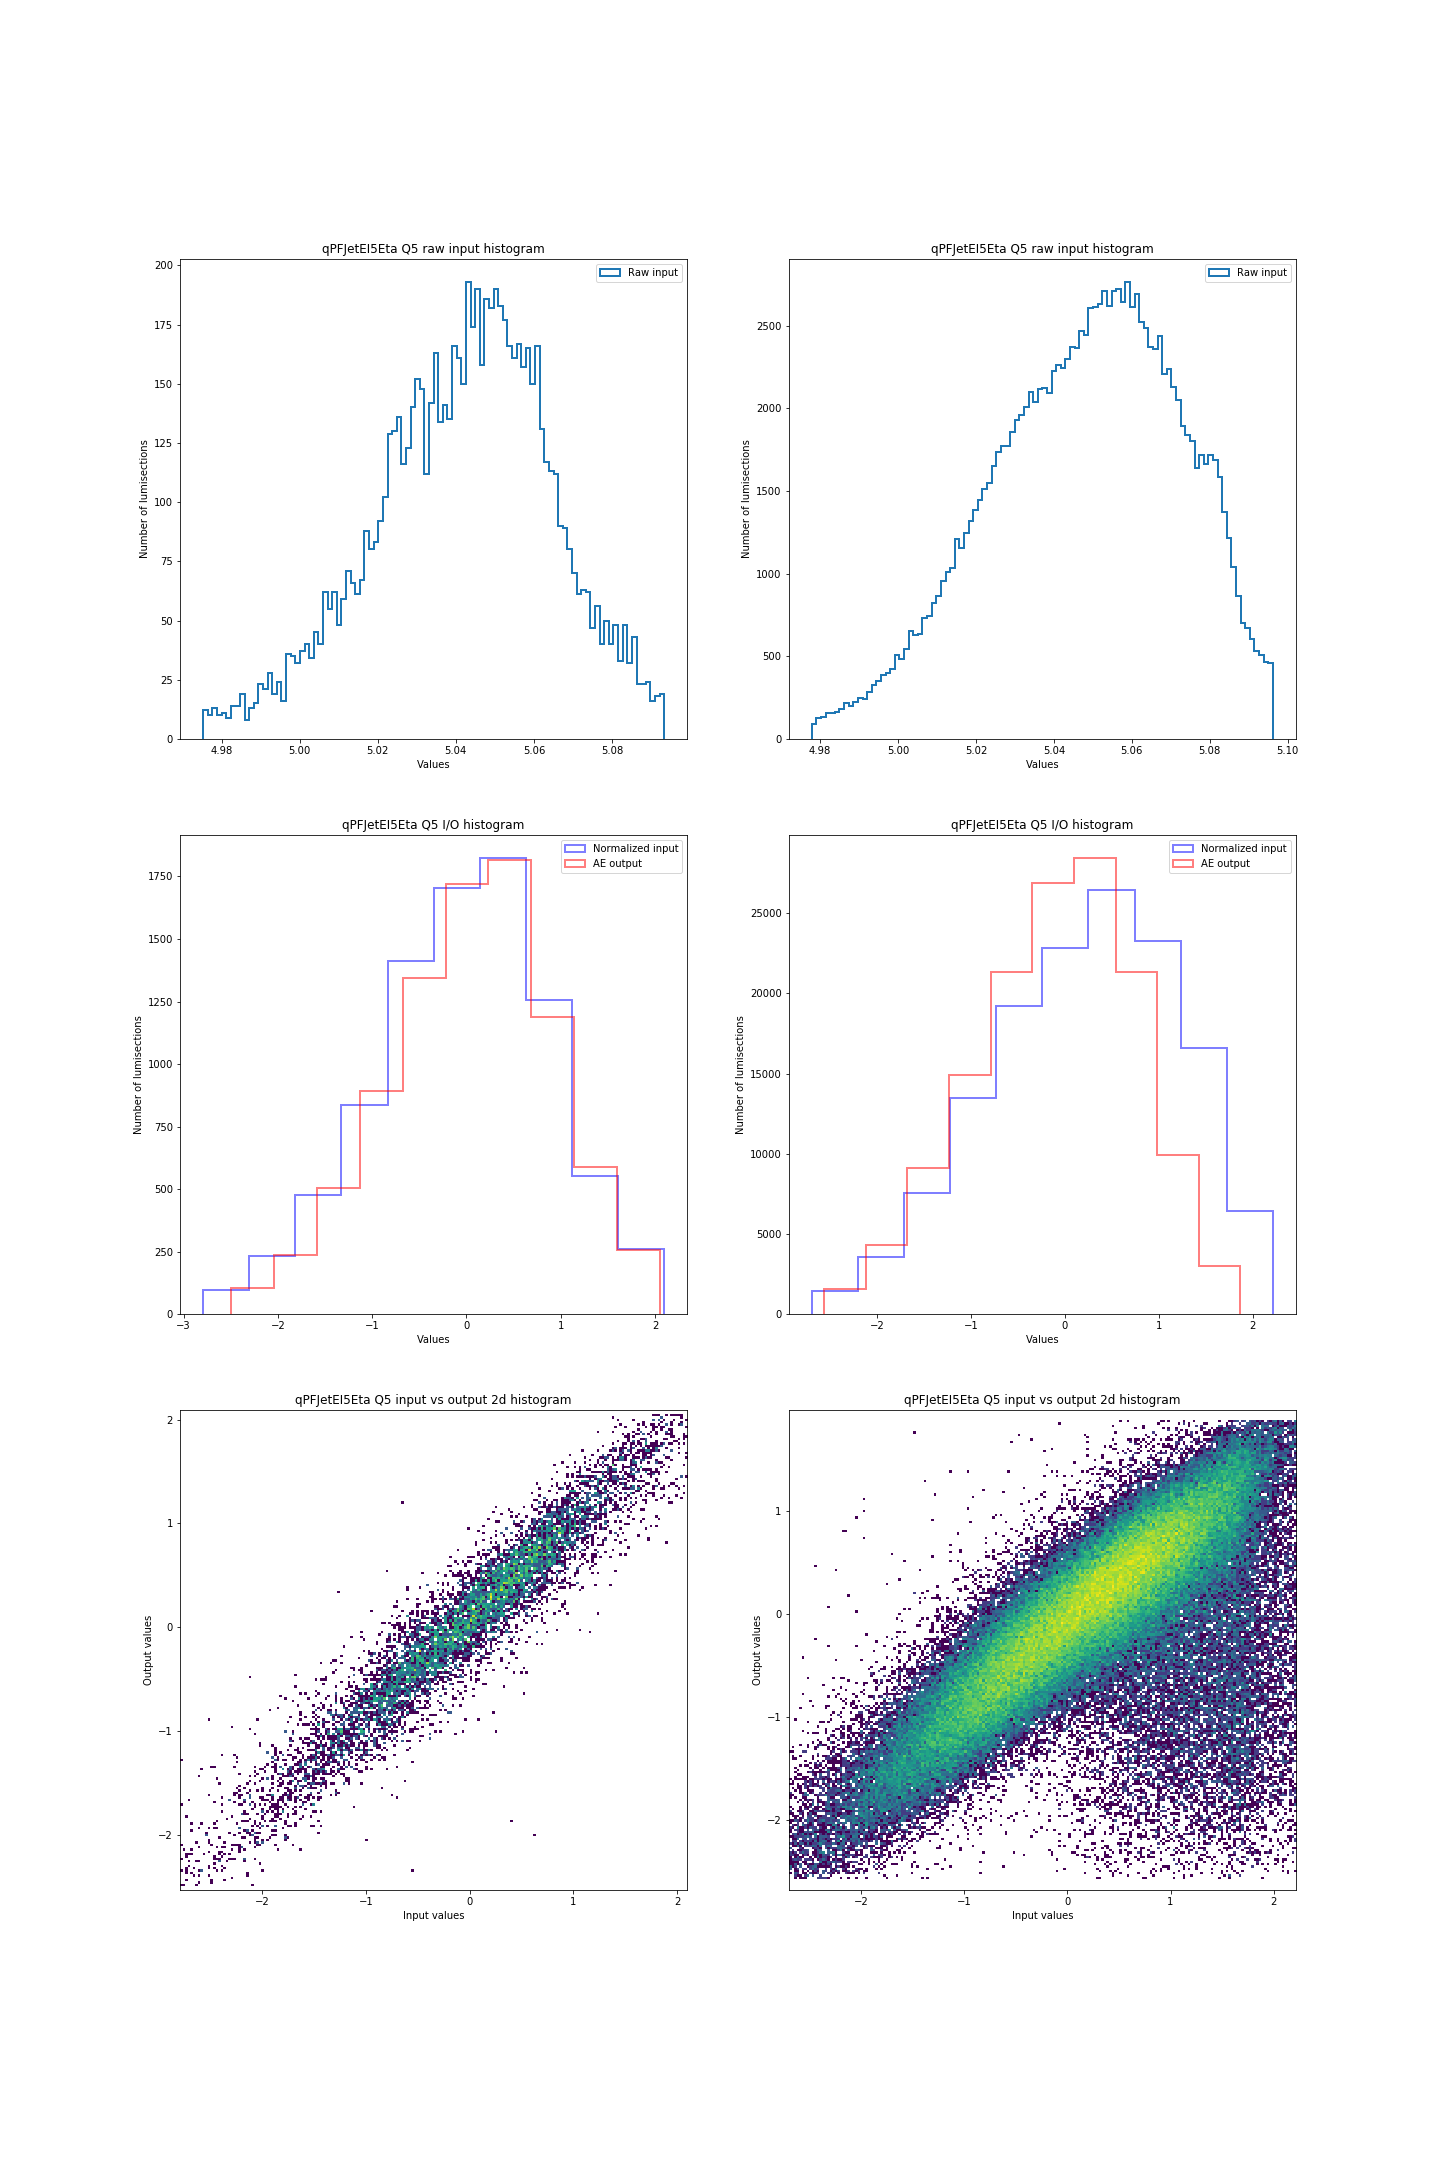 qPFJetEI5Eta Q5 raw input histogram
Raw input
Number of lumisections
200
175
150
125
100
75
50
25
0
4.98 5.00 5.02 5.04 5.06 5.08
Values
qPFJetEI5Eta Q5 raw input histogram
Raw input
Number of lumisections
2500
2000
1500
1000
500
0
4.98 5.00 5.02 5.04 5.06 5.08 5.10
Values
qPFJetEI5Eta Q5 I/O histogram
Normalized input
AE output
Number of lumisections
1750
1500
1250
1000
750
500
250
0
−3 −2 −1 0 1 2
Values
qPFJetEI5Eta Q5 I/O histogram
Normalized input
AE output
Number of lumisections
25000
20000
15000
10000
5000
0
−2 −1 0 1 2
Values
qPFJetEI5Eta Q5 input vs output 2d histogram
Output values
2
1
0
−1
−2
−2 −1 0 1 2
Input values
qPFJetEI5Eta Q5 input vs output 2d histogram
Output values
1
0
−1
−2
−2 −1 0 1 2
Input values